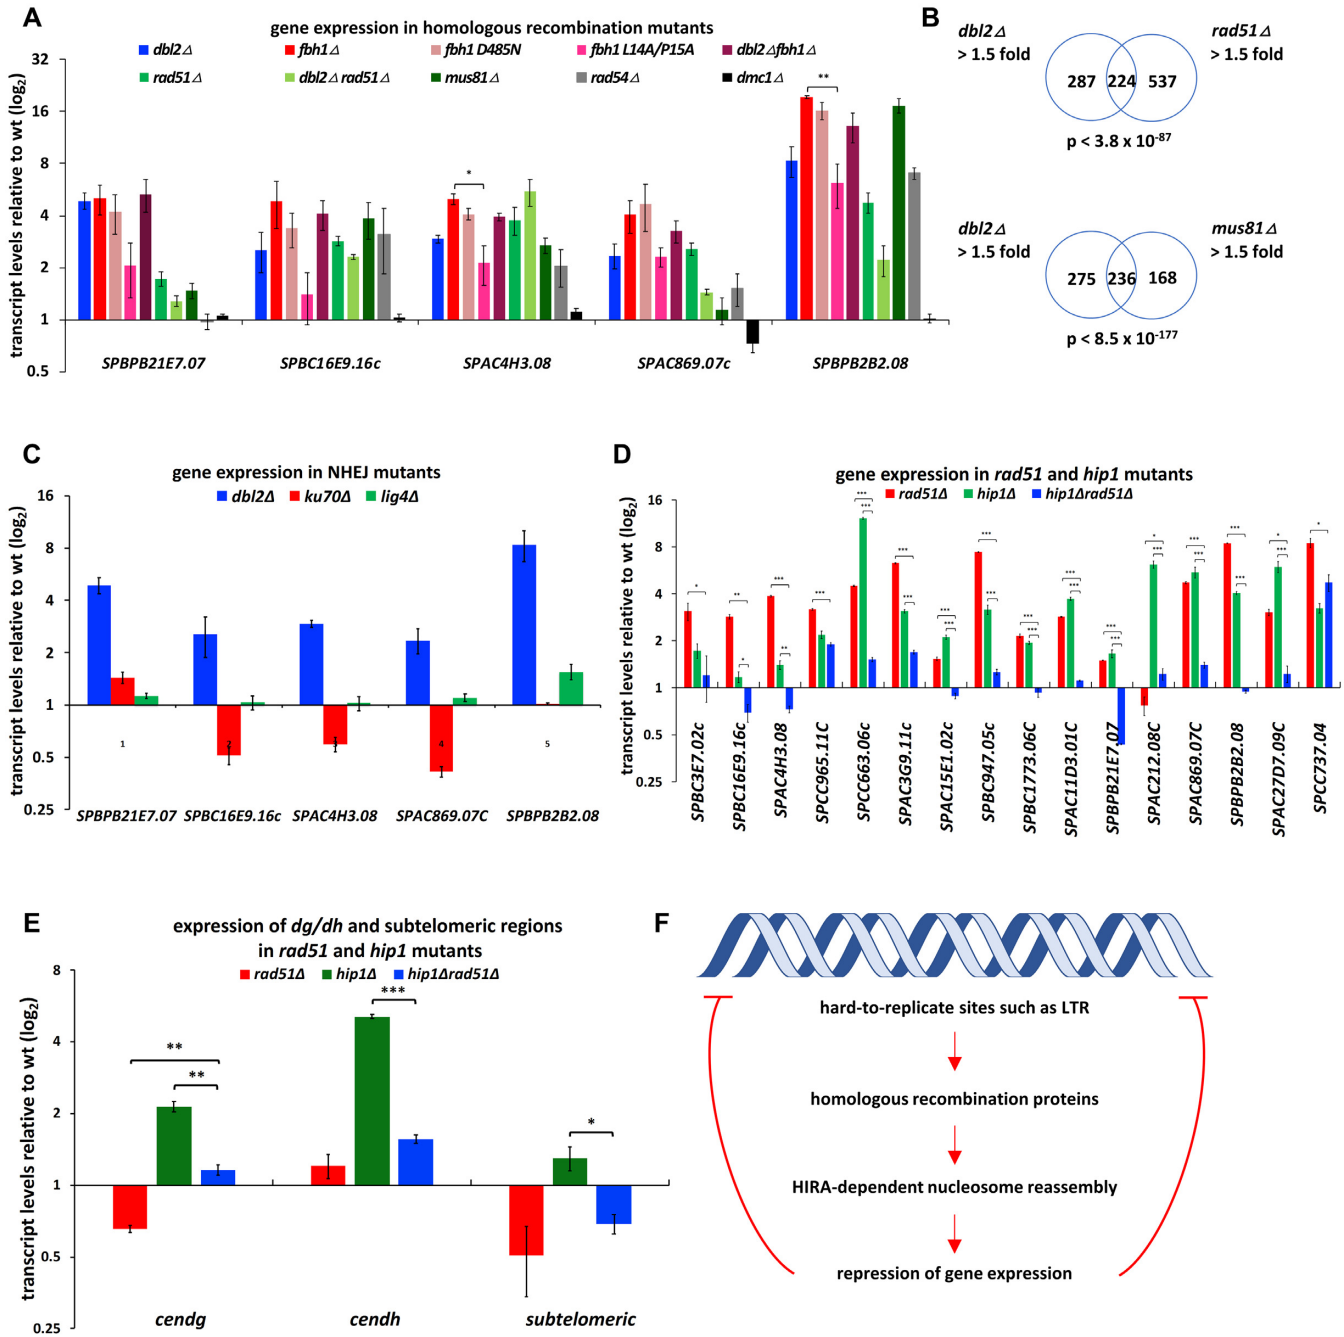 A
gene expression in homologous recombination mutants
dbl2Δ fbh1Δ fbh1 D485N fbh1 L14A/P15A dbl2Δfbh1Δ
rad51Δ dbl2Δ rad51Δ mus81Δ rad54Δ dmc1Δ
transcript levels relative to wt (log2)
32
16
8
4
2
1
0.5
*
**
SPBPB21E7.07 SPBC16E9.16c SPAC4H3.08 SPAC869.07c SPBPB2B2.08
B
dbl2Δ rad51Δ
> 1.5 fold > 1.5 fold
287 224 537
p < 3.8 x 10-87
dbl2Δ mus81Δ
> 1.5 fold > 1.5 fold
275 236 168
p < 8.5 x 10-177
C
gene expression in NHEJ mutants
dbl2Δ ku70Δ lig4Δ
transcript levels relative to wt (log2)
16
8
4
2
1
0.5
0.25
1 2 3 4 5
SPBPB21E7.07 SPBC16E9.16c SPAC4H3.08 SPAC869.07C SPBPB2B2.08
D
gene expression in rad51 and hip1 mutants
rad51Δ hip1Δ hip1Δrad51Δ
transcript levels relative to wt (log2)
16
8
4
2
1
0.5
0.25
* ** * *** ** *** *** *** *** *** *** *** *** *** *** *** *** *** *** *** * *** *** *** *** *** * *** *
SPBC3E7.02c
SPBC16E9.16c
SPAC4H3.08
SPCC965.11C
SPCC663.06c
SPAC3G9.11c
SPAC15E1.02c
SPBC947.05c
SPBC1773.06C
SPAC11D3.01C
SPBPB21E7.07
SPAC212.08C
SPAC869.07C
SPBPB2B2.08
SPAC27D7.09C
SPCC737.04
E
expression of dg/dh and subtelomeric regions
in rad51 and hip1 mutants
rad51Δ hip1Δ hip1Δrad51Δ
transcript levels relative to wt (log2)
8
4
2
1
0.5
0.25
**
**
***
*
cendg cendh subtelomeric
F
hard-to-replicate sites such as LTR
homologous recombination proteins
HIRA-dependent nucleosome reassembly
repression of gene expression